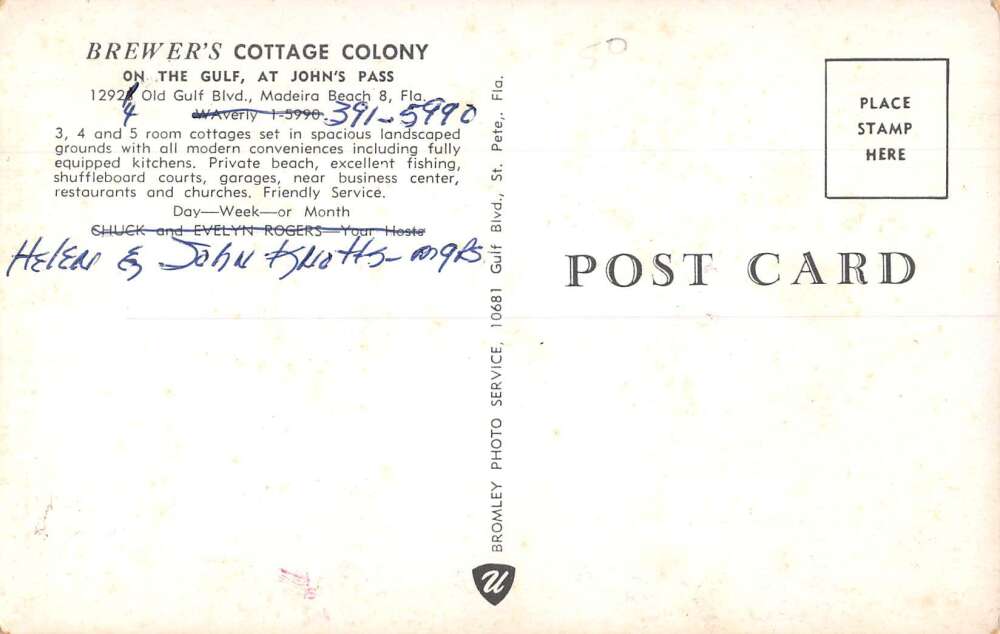 BREWER'S COTTAGE COLONY
ON THE GULF, AT JOHN'S PASS
12924 Old Gulf Blvd., Madeira Beach 8, Fla.
WAverly 1-5990 391-5990
3, 4 and 5 room cottages set in spacious landscaped
grounds with all modern conveniences including fully
equipped kitchens. Private beach, excellent fishing,
shuffleboard courts, garages, near business center,
restaurants and churches. Friendly Service.
Day—Week—or Month
CHUCK and EVELYN ROGERS—Your Hosts
Helen & John Knotts - mgrs
BROMLEY PHOTO SERVICE, 10681 Gulf Blvd., St. Pete,. Fla.
U
50
PLACE
STAMP
HERE
POST CARD